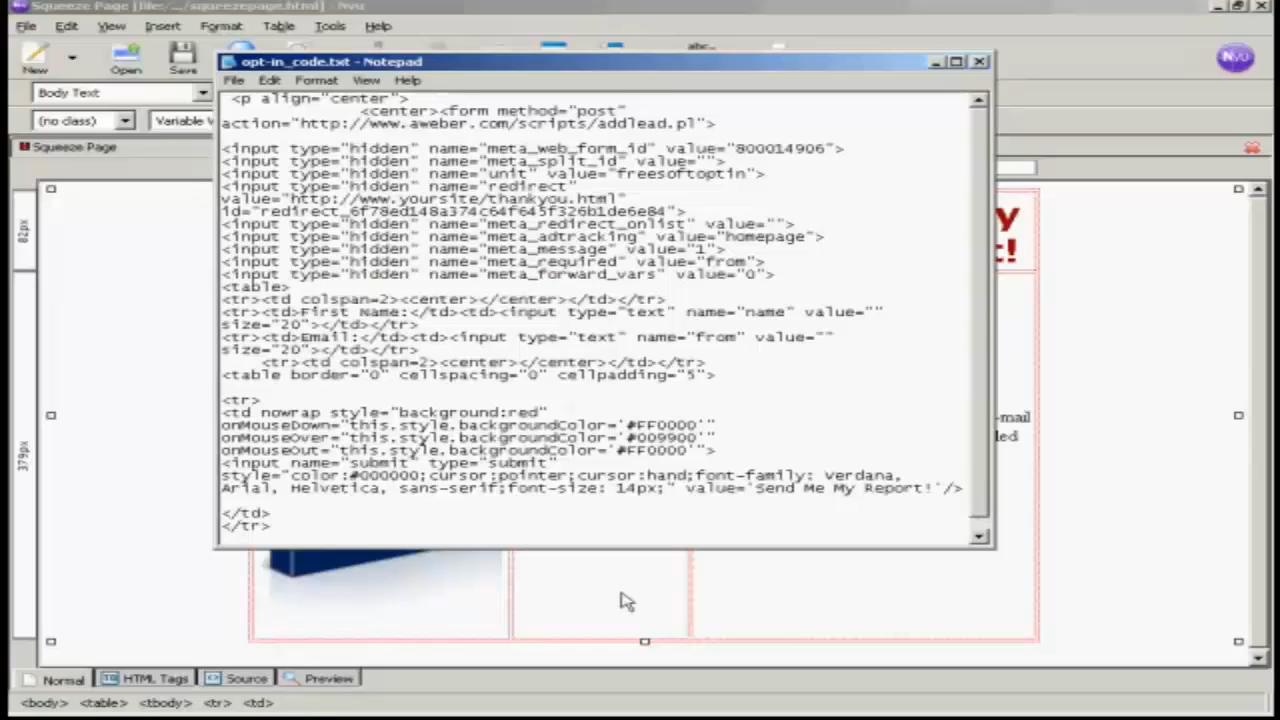 Squeeze Page [file:/.../squeezepage.html] - Nvu
File Edit View Insert Format Table Tools Help
New Open Save
Nvu
Body Text
(no class) Variable W
Squeeze Page
opt-in_code.txt - Notepad
File Edit Format View Help
<p align="center">
<center><form method="post"
action="http://www.aweber.com/scripts/addlead.pl">
<input type="hidden" name="meta_web_form_id" value="800014906">
<input type="hidden" name="meta_split_id" value="">
<input type="hidden" name="unit" value="freesoftoptin">
<input type="hidden" name="redirect"
value="http://www.yoursite/thankyou.html"
id="redirect_6f78ed148a374c64f645f326b1de6e84">
<input type="hidden" name="meta_redirect_onlist" value="">
<input type="hidden" name="meta_adtracking" value="homepage">
<input type="hidden" name="meta_message" value="1">
<input type="hidden" name="meta_required" value="from">
<input type="hidden" name="meta_forward_vars" value="0">
<table>
<tr><td colspan=2><center></center></td></tr>
<tr><td>First Name:</td><td><input type="text" name="name" value=""
size="20"></td></tr>
<tr><td>Email:</td><td><input type="text" name="from" value=""
size="20"></td></tr>
<tr><td colspan=2><center></center></td></tr>
<table border="0" cellspacing="0" cellpadding="5">
<tr>
<td nowrap style="background:red"
onMouseDown="this.style.backgroundColor='#FF0000'"
onMouseOver="this.style.backgroundColor='#009900'"
onMouseOut="this.style.backgroundColor='#FF0000'">
<input name="submit" type="submit"
style="color:#000000;cursor:pointer;cursor:hand;font-family: Verdana,
Arial, Helvetica, sans-serif;font-size: 14px;" value='Send Me My Report!'/>
</td>
</tr>
82px
379px
y
t!
-mail
led
Normal HTML Tags Source Preview
<body> <table> <tbody> <tr> <td>